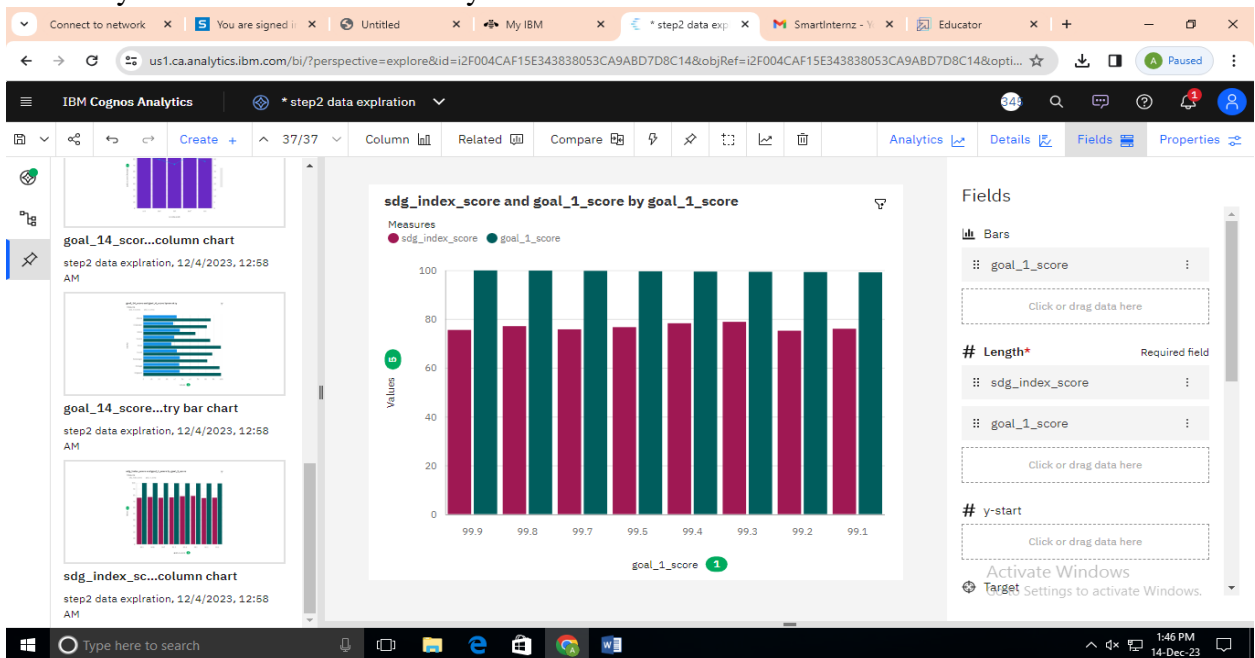 Connect to network
You are signed i
Untitled
My IBM
* step2 data exp
SmartInternz - Y
Educator
us1.ca.analytics.ibm.com/bi/?perspective=explore&id=i2F004CAF15E343838053CA9ABD7D8C14&objRef=i2F004CAF15E343838053CA9ABD7D8C14&opti...
A Paused
IBM Cognos Analytics
* step2 data expration
345
1
Create +
37/37
Column
Related
Compare
Analytics
Details
Fields
Properties
goal_14_scor...column chart
step2 data expration, 12/4/2023, 12:58
AM
goal_14_score...try bar chart
step2 data expration, 12/4/2023, 12:58
AM
sdg_index_sc...column chart
step2 data expration, 12/4/2023, 12:58
AM
sdg_index_score and goal_1_score by goal_1_score
Measures
sdg_index_score goal_1_score
100
80
60
40
20
0
5
Values
99.9 99.8 99.7 99.5 99.4 99.3 99.2 99.1
goal_1_score 1
Fields
Bars
goal_1_score
Click or drag data here
# Length* Required field
sdg_index_score
goal_1_score
Click or drag data here
# y-start
Click or drag data here
Target
Activate Windows
Settings to activate Windows.
Type here to search
1:46 PM
14-Dec-23